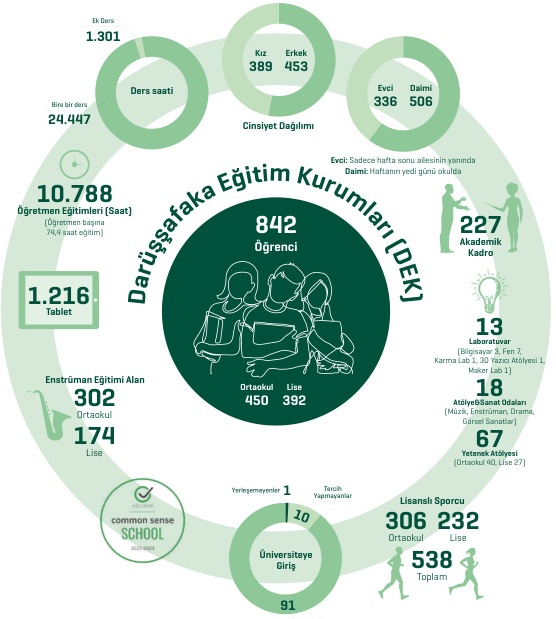 Ek Ders
1.301
Ders saati
Bire bir ders
24.447
Kız
389
Erkek
453
Cinsiyet Dağılımı
Evci
336
Daimi
506
Evci: Sadece hafta sonu ailesinin yanında
Daimi: Haftanın yedi günü okulda
10.788
Öğretmen Eğitimleri (Saat)
(Öğretmen başına
74,4 saat eğitim)
Darüşşafaka Eğitim Kurumları (DEK)
842
Öğrenci
Ortaokul
450
Lise
392
227
Akademik
Kadro
1.216
Tablet
13
Laboratuvar
(Bilgisayar 3, Fen 7,
Karma Lab 1, 3D Yazıcı Atölyesi 1,
Maker Lab 1)
18
Atölye&Sanat Odaları
(Müzik, Enstrüman, Drama,
Görsel Sanatlar)
67
Yetenek Atölyesi
(Ortaokul 40, Lise 27)
Enstrüman Eğitimi Alan
302
Ortaokul
174
Lise
common sense
SCHOOL
2022-2024
Yerleşemeyenler 1
Tercih
Yapmayanlar
10
Üniversiteye
Giriş
91
Lisanslı Sporcu
306
Ortaokul
232
Lise
538
Toplam